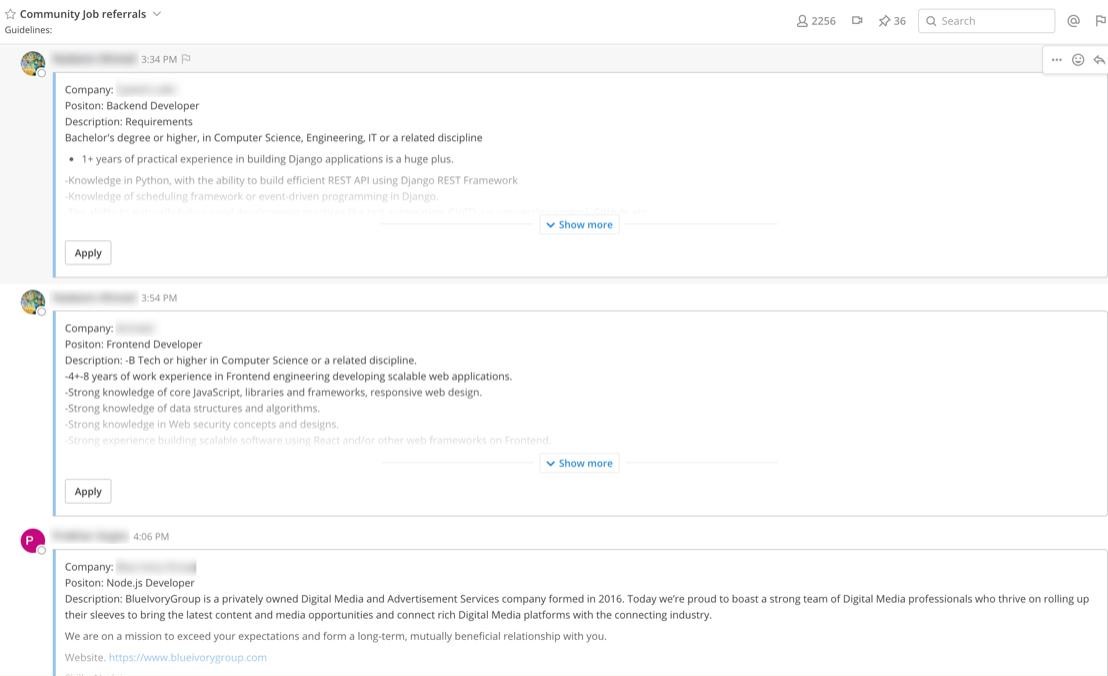 Community Job referrals
Guidelines:
2256
36
Search
3:34 PM
Company:
Positon: Backend Developer
Description: Requirements
Bachelor's degree or higher, in Computer Science, Engineering, IT or a related discipline
• 1+ years of practical experience in building Django applications is a huge plus.
-Knowledge in Python, with the ability to build efficient REST API using Django REST Framework
-Knowledge of scheduling framework or event-driven programming in Django.
Show more
Apply
3:54 PM
Company:
Positon: Frontend Developer
Description: -B Tech or higher in Computer Science or a related discipline.
-4+-8 years of work experience in Frontend engineering developing scalable web applications.
-Strong knowledge of core JavaScript, libraries and frameworks, responsive web design.
-Strong knowledge of data structures and algorithms.
-Strong knowledge in Web security concepts and designs.
-Strong experience building scalable software using React and/or other web frameworks on Frontend.
Show more
Apply
P
4:06 PM
Company:
Positon: Node.js Developer
Description: BlueIvoryGroup is a privately owned Digital Media and Advertisement Services company formed in 2016. Today we're proud to boast a strong team of Digital Media professionals who thrive on rolling up
their sleeves to bring the latest content and media opportunities and connect rich Digital Media platforms with the connecting industry.
We are on a mission to exceed your expectations and form a long-term, mutually beneficial relationship with you.
Website. https://www.blueivorygroup.com